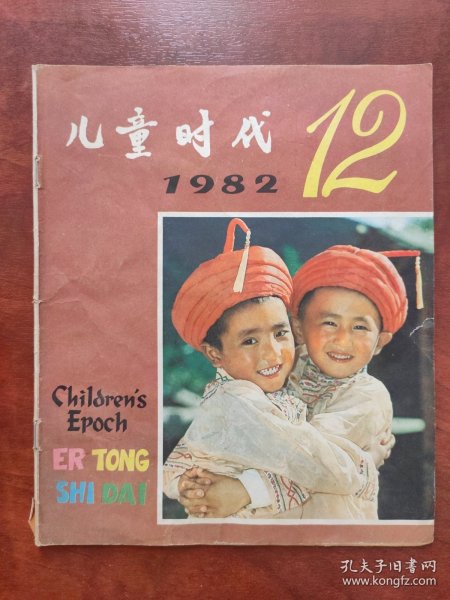 儿童时代
12
1982
Children's
Epoch
ER TONG
SHI DAI
孔夫子旧书网
www.kongfz.com